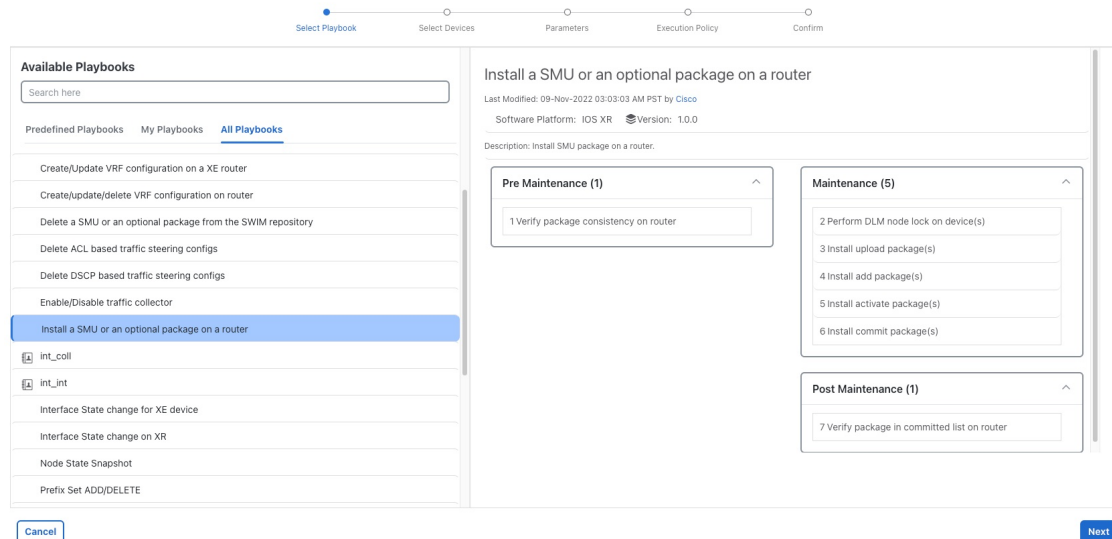 Select Playbook
Select Devices
Parameters
Execution Policy
Confirm
Available Playbooks
Search here
Predefined Playbooks My Playbooks All Playbooks
Create/Update VRF configuration on a XE router
Create/update/delete VRF configuration on router
Delete a SMU or an optional package from the SWIM repository
Delete ACL based traffic steering configs
Delete DSCP based traffic steering configs
Enable/Disable traffic collector
Install a SMU or an optional package on a router
int_coll
int_int
Interface State change for XE device
Interface State change on XR
Node State Snapshot
Prefix Set ADD/DELETE
Install a SMU or an optional package on a router
Last Modified: 09-Nov-2022 03:03:03 AM PST by Cisco
Software Platform: IOS XR Version: 1.0.0
Description: Install SMU package on a router.
Pre Maintenance (1)
1 Verify package consistency on router
Maintenance (5)
2 Perform DLM node lock on device(s)
3 Install upload package(s)
4 Install add package(s)
5 Install activate package(s)
6 Install commit package(s)
Post Maintenance (1)
7 Verify package in committed list on router
Cancel
Next